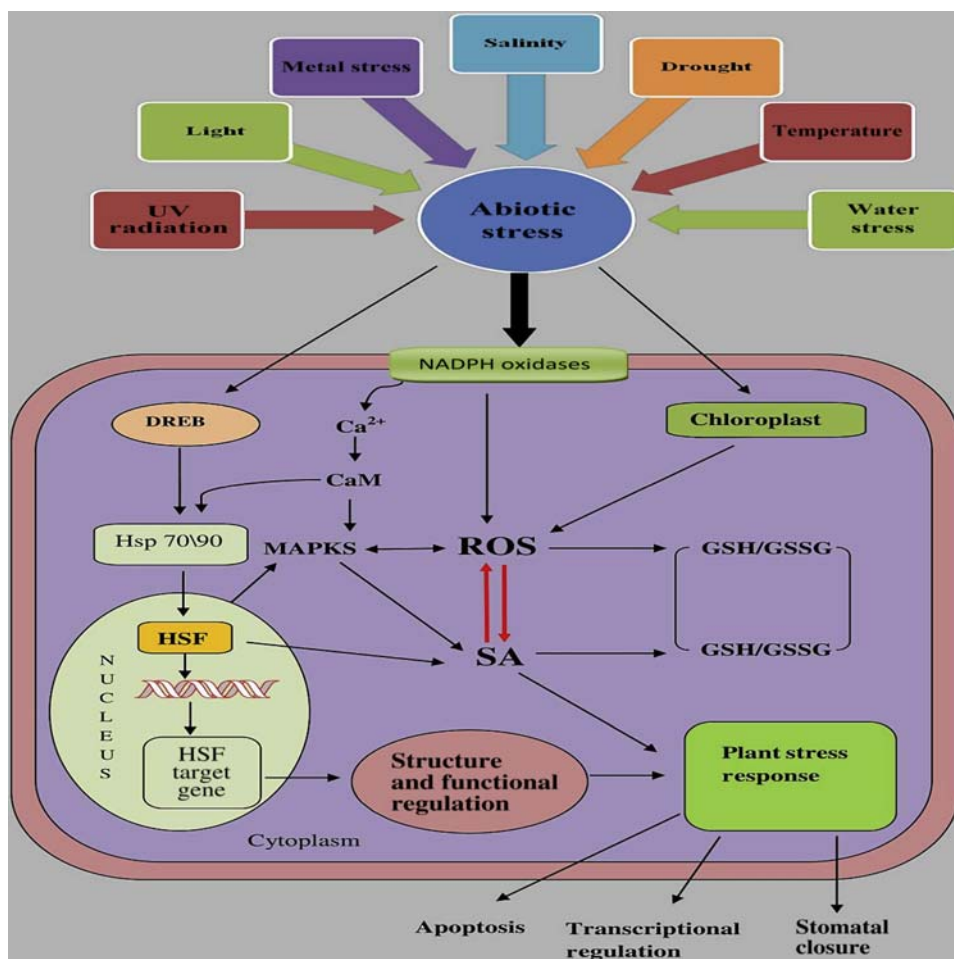 Salinity
Metal stress
Drought
Light
Temperature
UV
radiation
Abiotic
stress
Water
stress
NADPH oxidases
DREB
Ca²⁺
Chloroplast
CaM
Hsp 70\90
MAPKS
ROS
GSH/GSSG
HSF
SA
GSH/GSSG
NUCLEUS
HSF
target
gene
Structure
and functional
regulation
Plant stress
response
Cytoplasm
Apoptosis
Transcriptional
regulation
Stomatal
closure